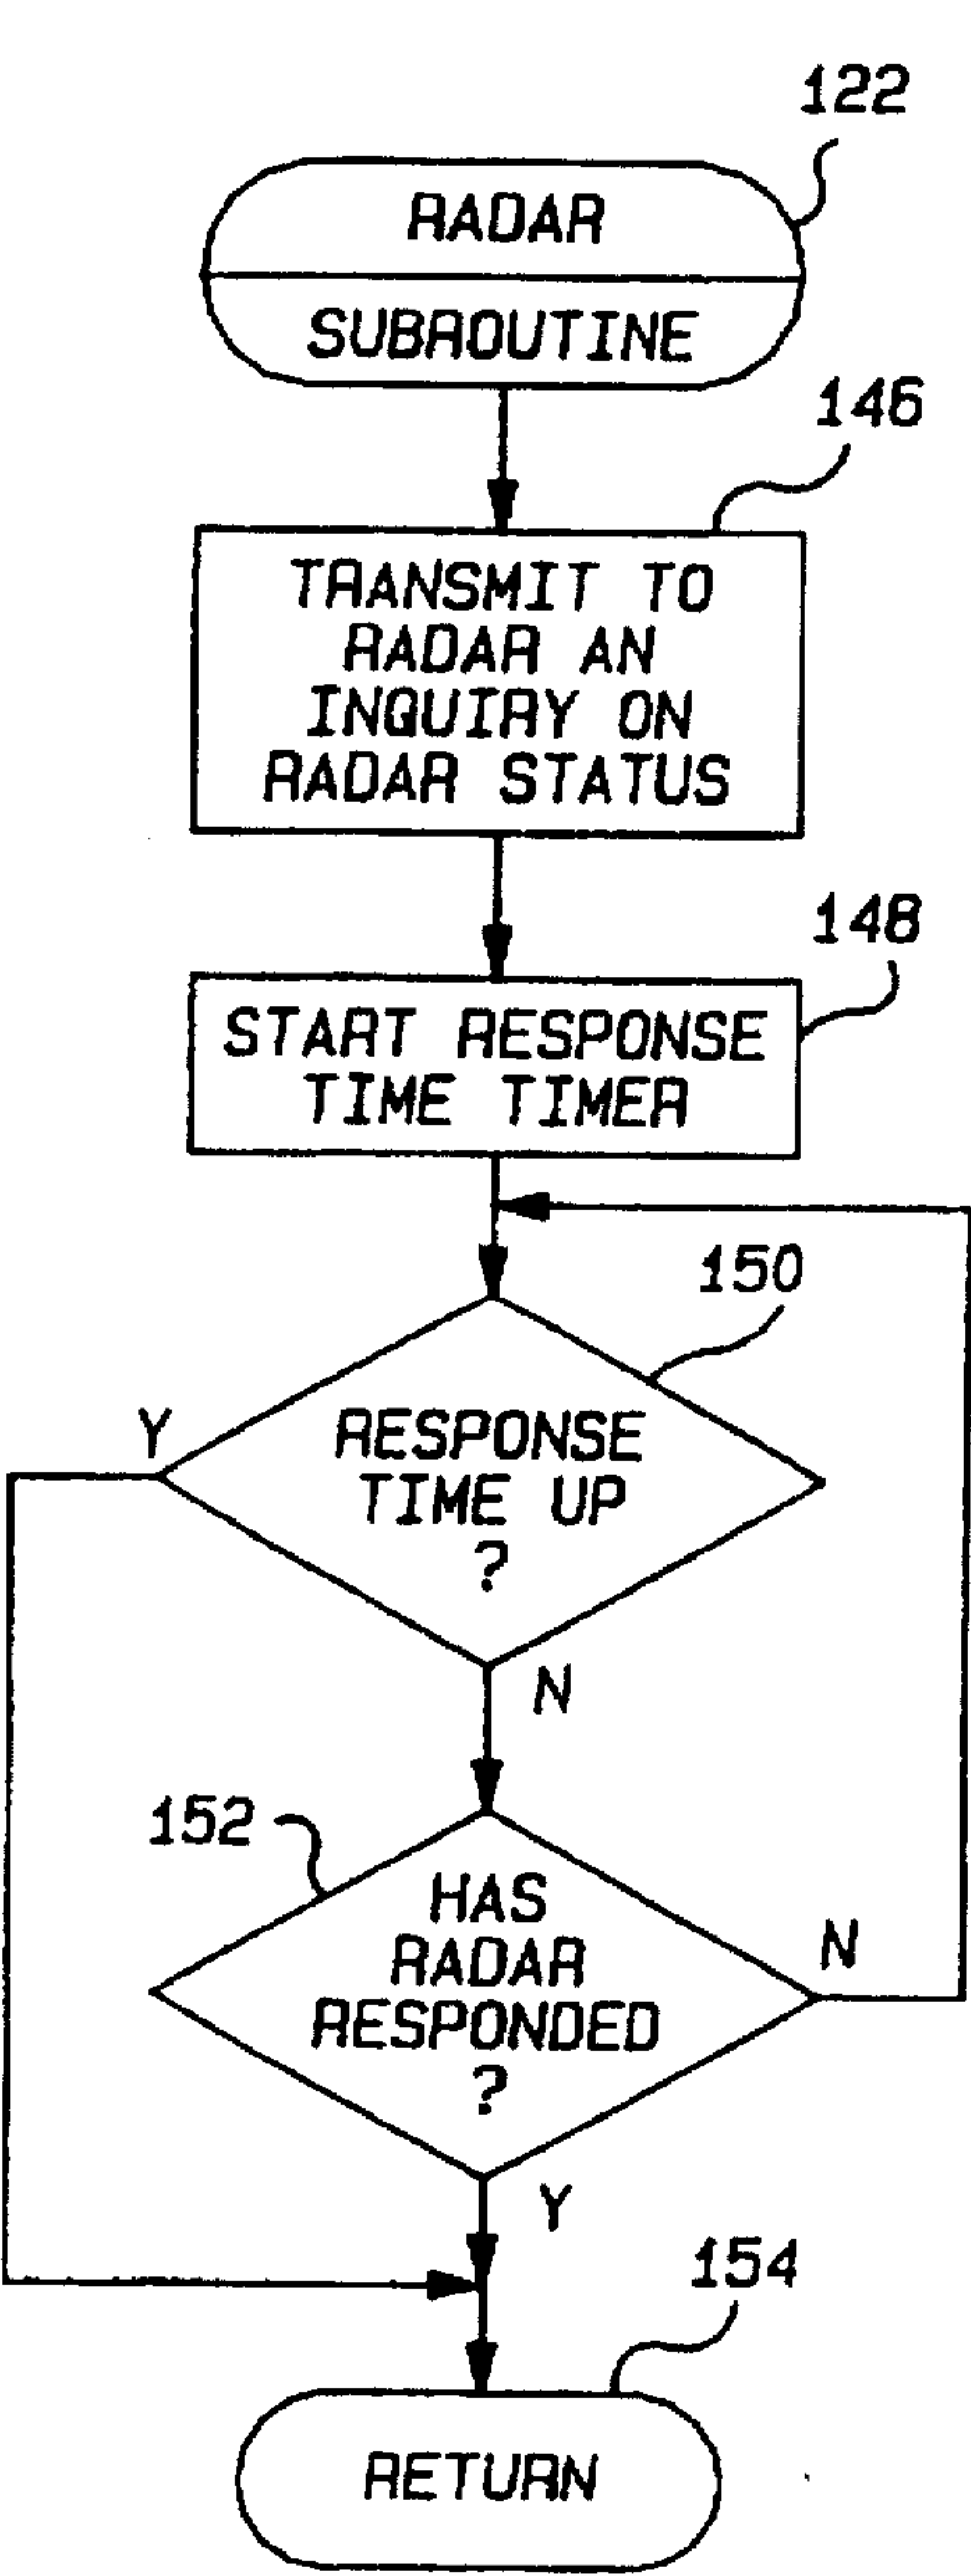 122
RADAR
SUBROUTINE
146
TRANSMIT TO
RADAR AN
INQUIRY ON
RADAR STATUS
148
START RESPONSE
TIME TIMER
150
Y
RESPONSE
TIME UP
?
N
152
HAS
RADAR
RESPONDED
?
N
Y
154
RETURN